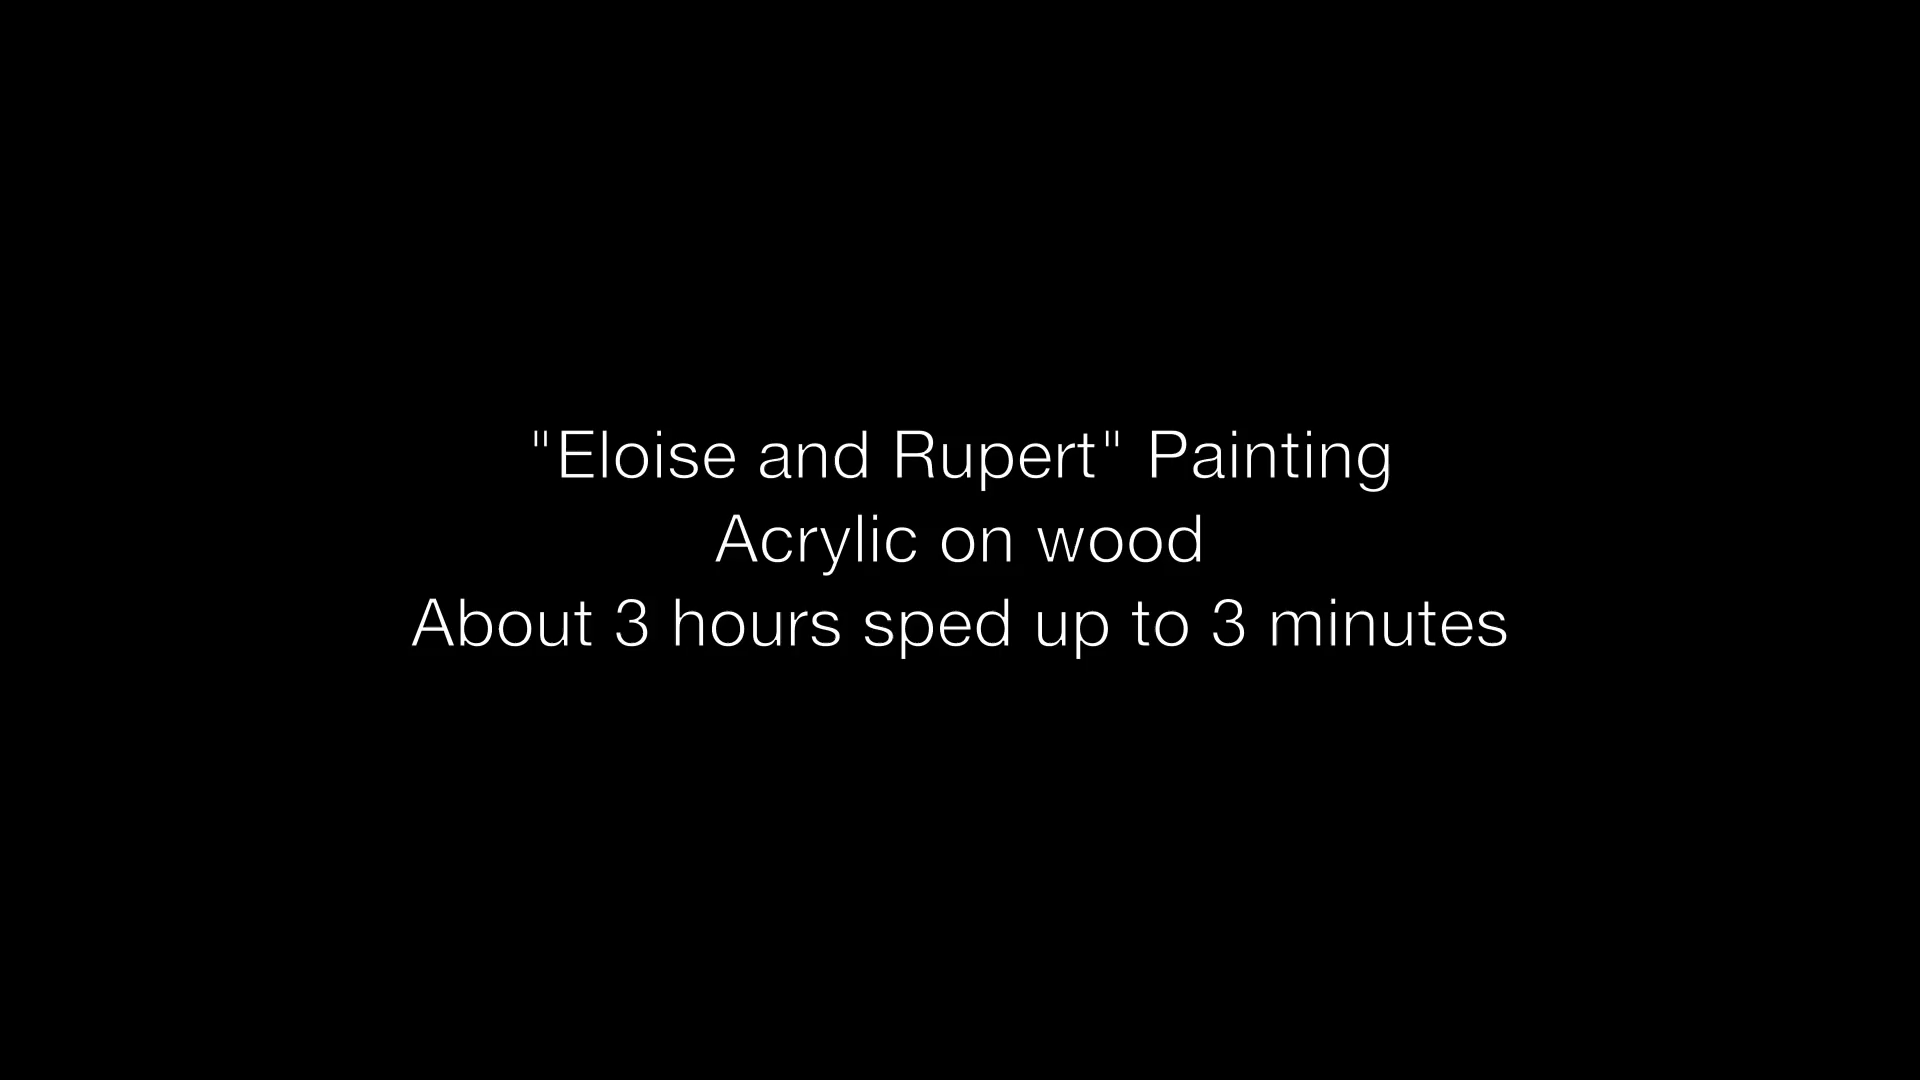 "Eloise and Rupert" Painting
Acrylic on wood
About 3 hours sped up to 3 minutes